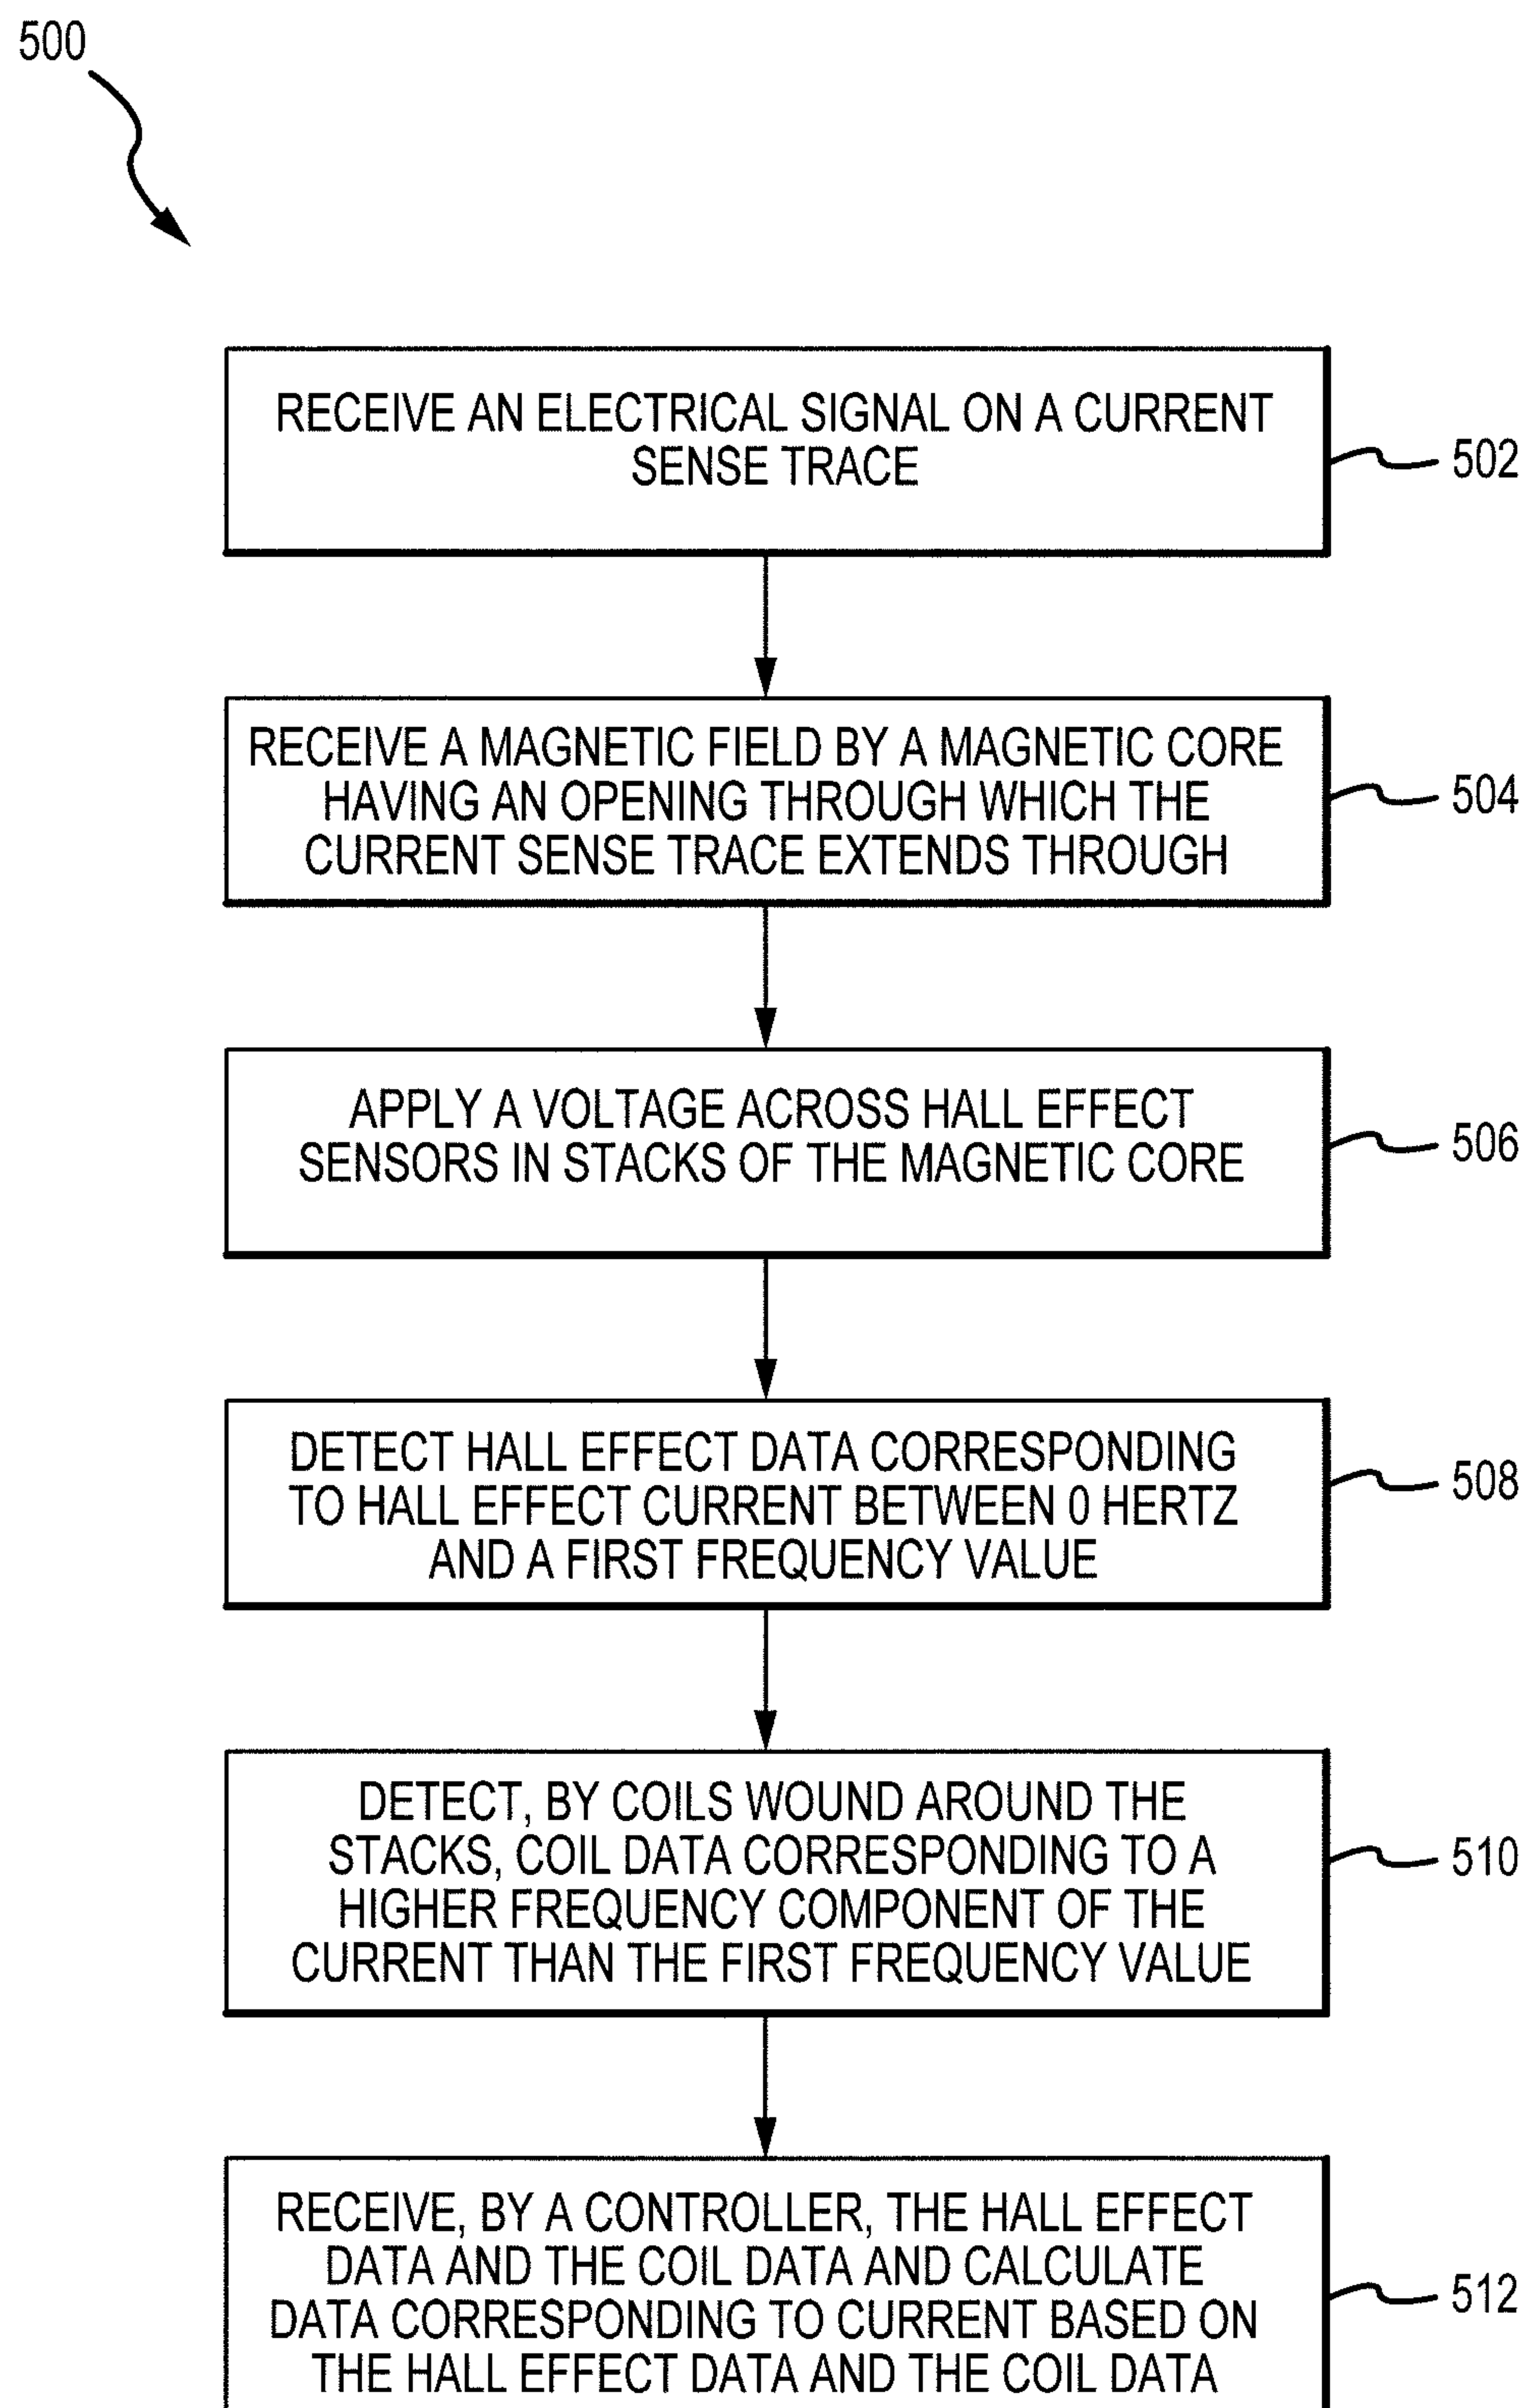 500
RECEIVE AN ELECTRICAL SIGNAL ON A CURRENT
SENSE TRACE
502
RECEIVE A MAGNETIC FIELD BY A MAGNETIC CORE
HAVING AN OPENING THROUGH WHICH THE
CURRENT SENSE TRACE EXTENDS THROUGH
504
APPLY A VOLTAGE ACROSS HALL EFFECT
SENSORS IN STACKS OF THE MAGNETIC CORE
506
DETECT HALL EFFECT DATA CORRESPONDING
TO HALL EFFECT CURRENT BETWEEN 0 HERTZ
AND A FIRST FREQUENCY VALUE
508
DETECT, BY COILS WOUND AROUND THE
STACKS, COIL DATA CORRESPONDING TO A
HIGHER FREQUENCY COMPONENT OF THE
CURRENT THAN THE FIRST FREQUENCY VALUE
510
RECEIVE, BY A CONTROLLER, THE HALL EFFECT
DATA AND THE COIL DATA AND CALCULATE
DATA CORRESPONDING TO CURRENT BASED ON
THE HALL EFFECT DATA AND THE COIL DATA
512